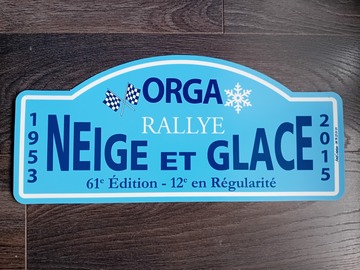 ORGA
RALLYE
1953
NEIGE ET GLACE
2015
61e Édition - 12e en Régularité